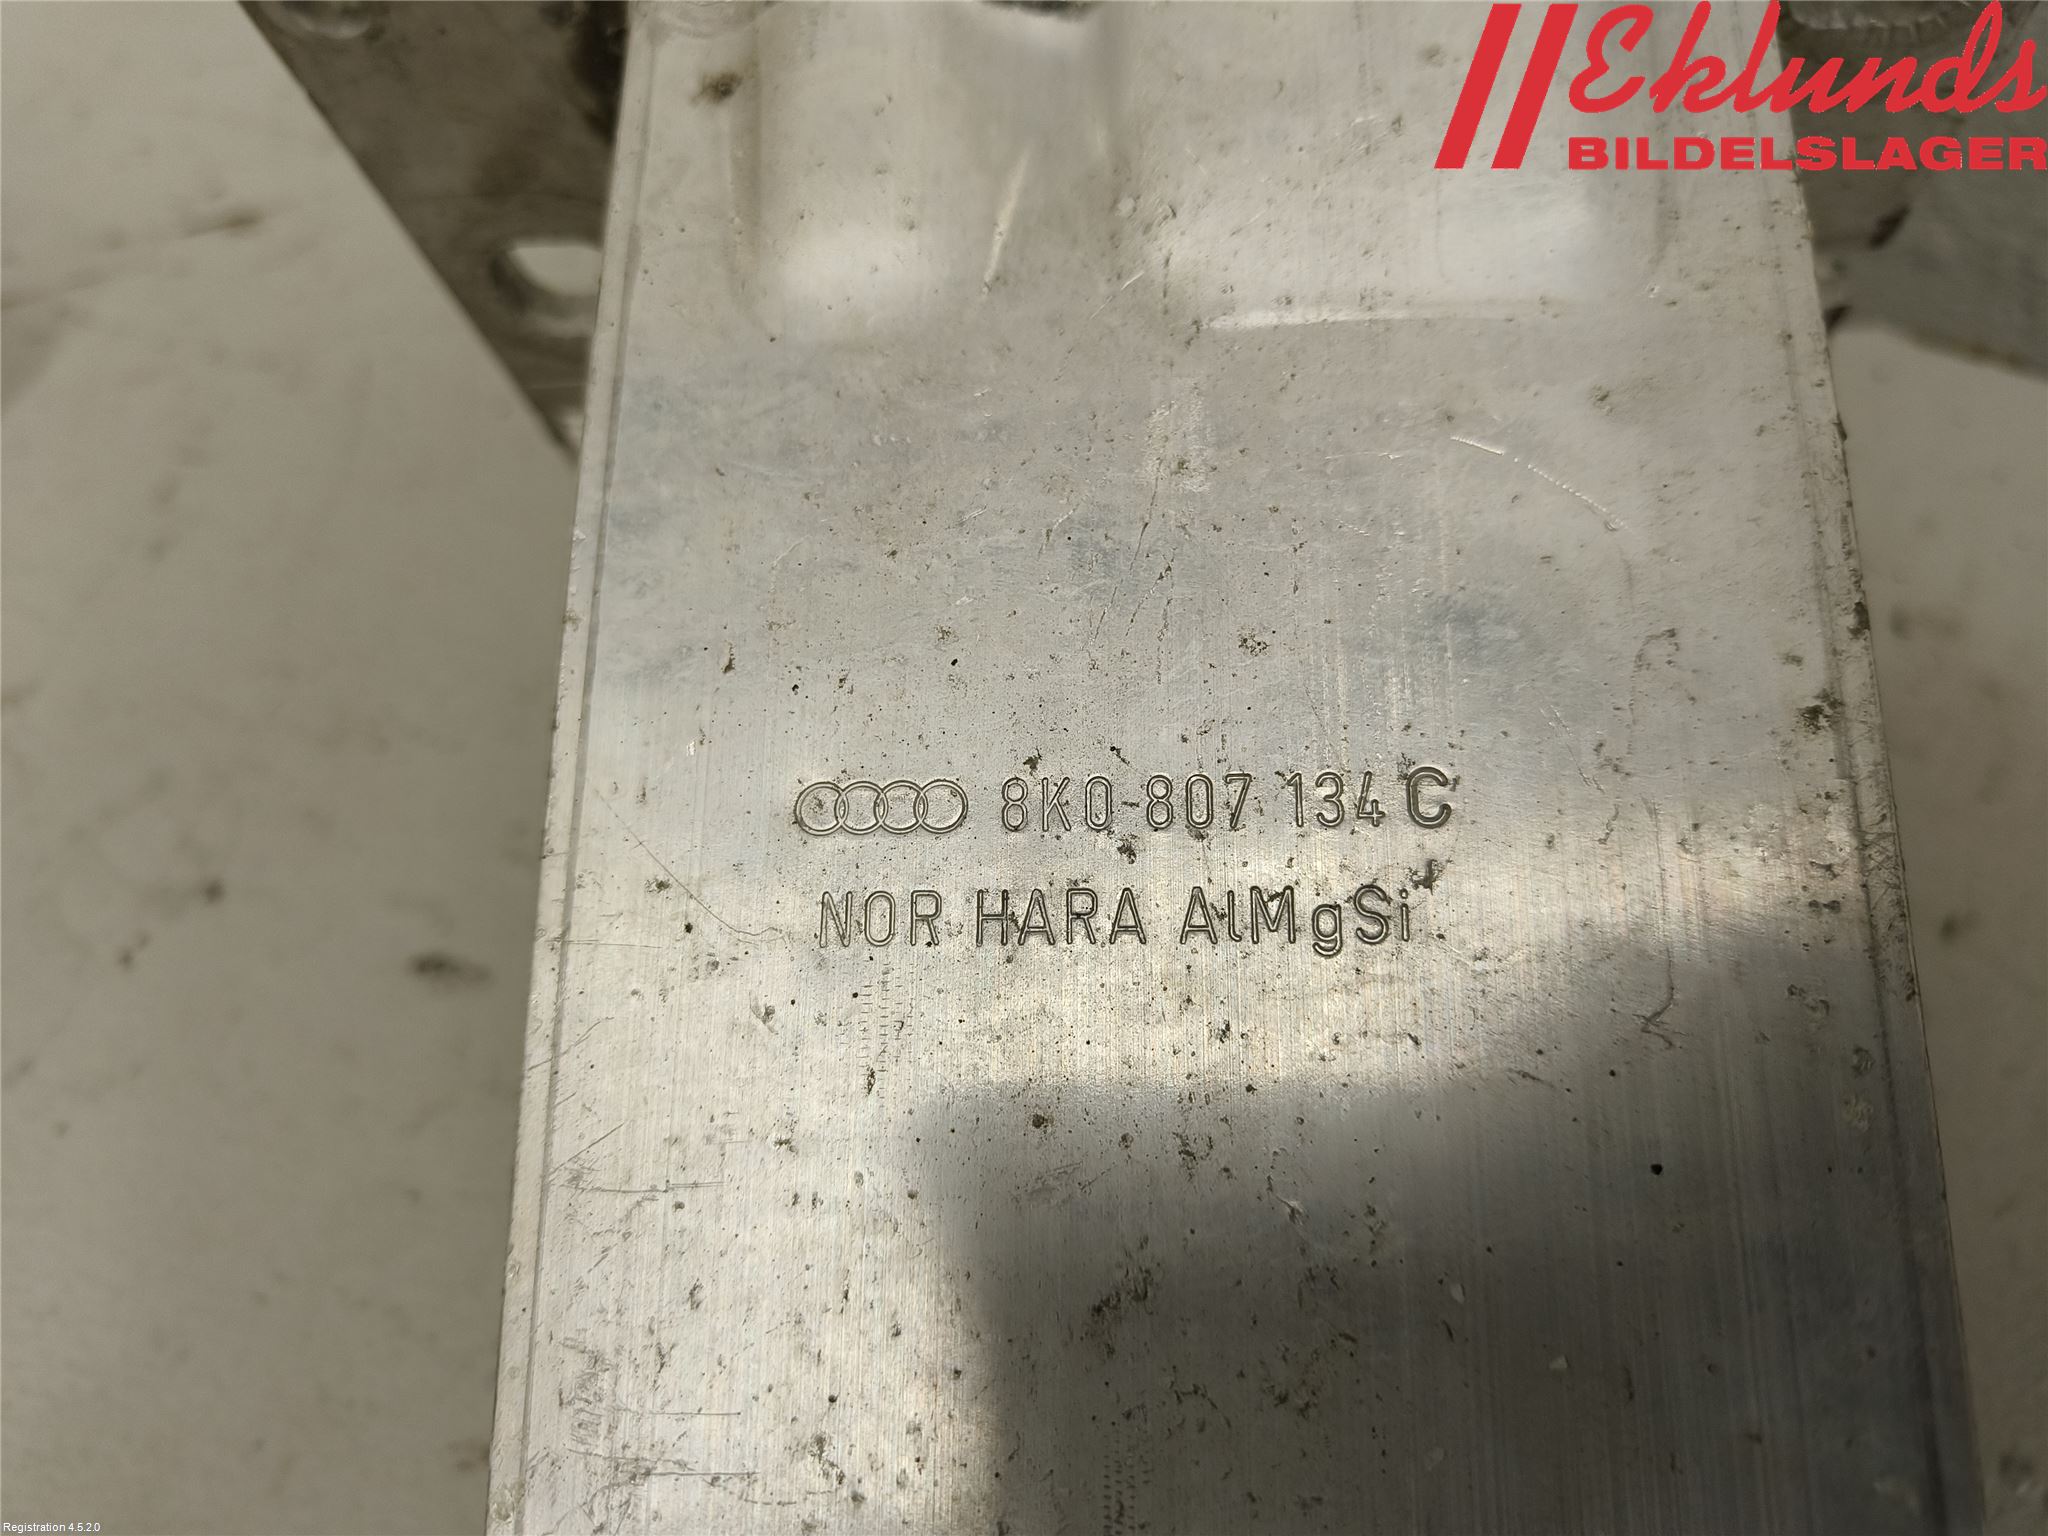 Eklunds
BILDELSLAGER
8K0 807 134 C
NOR HARA AlMgSi
Registration 4.5.2.0